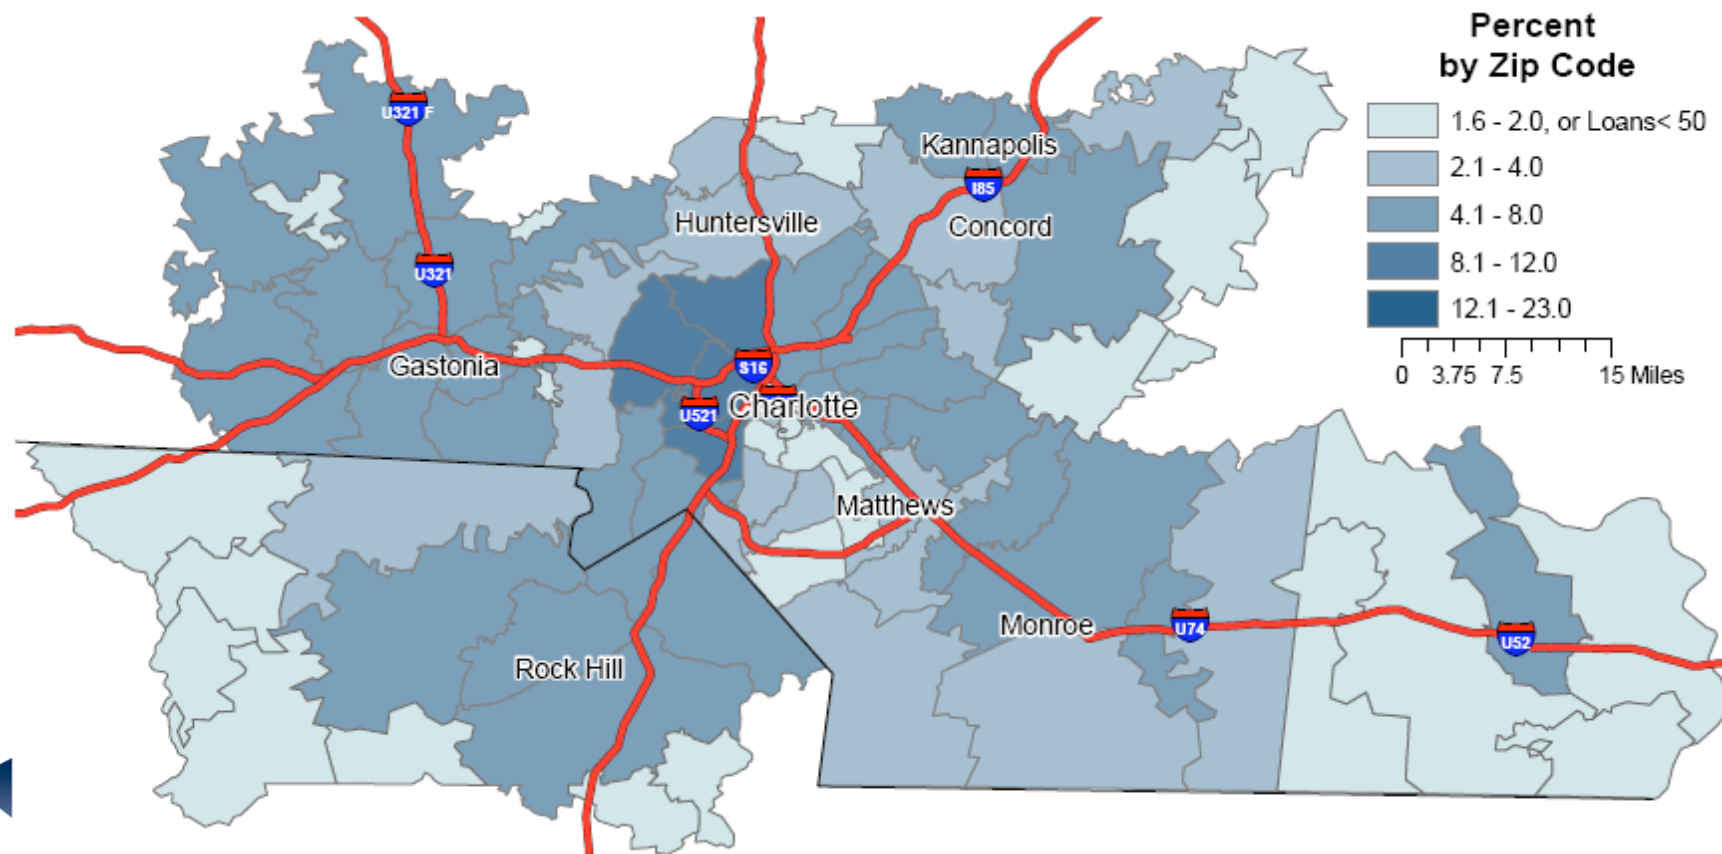 Percent
by Zip Code
1.6 - 2.0, or Loans< 50
2.1 - 4.0
4.1 - 8.0
8.1 - 12.0
12.1 - 23.0
0 3.75 7.5 15 Miles
U321 F
Kannapolis
I85
Huntersville
Concord
U321
Gastonia
S16
U521
Charlotte
Matthews
Monroe
U74
U52
Rock Hill